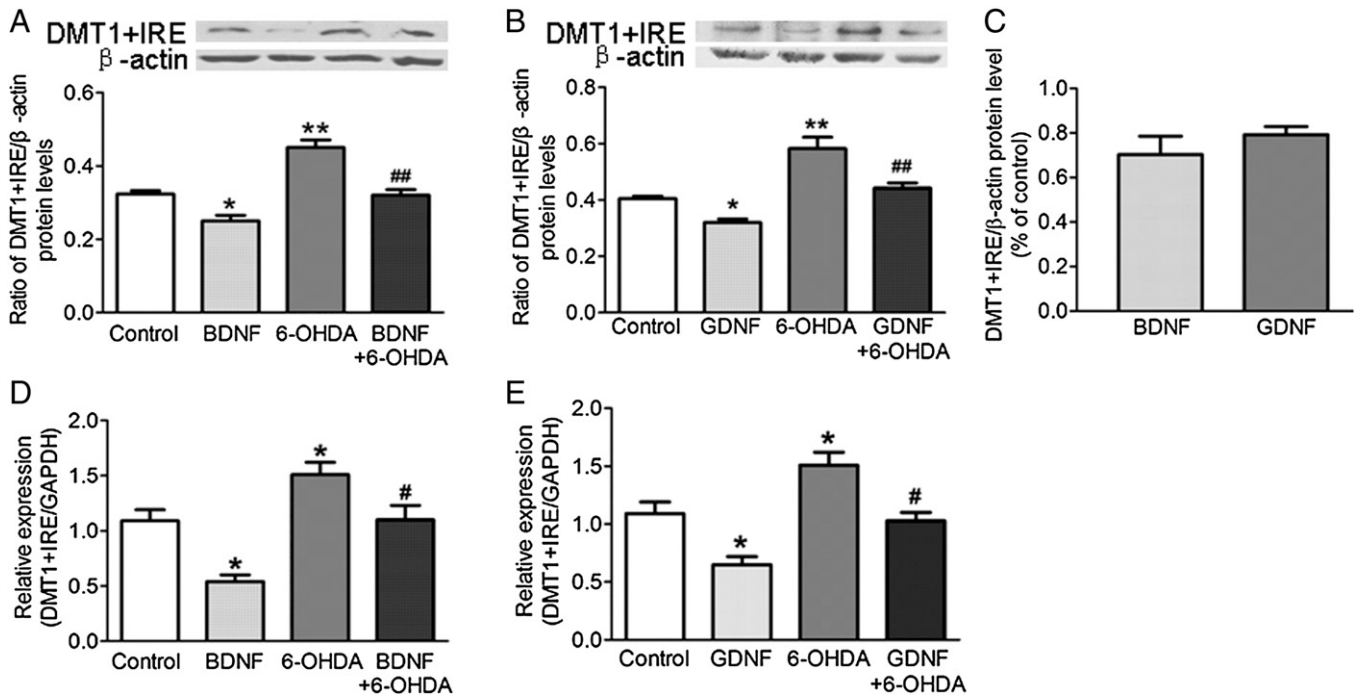 A
DMT1+IRE
β-actin
Ratio of DMT1+IRE/β -actin
protein levels
0.6
0.4
0.2
0.0
*
**
##
Control
BDNF
6-OHDA
BDNF
+6-OHDA
B
DMT1+IRE
β-actin
Ratio of DMT1+IRE/β -actin
protein levels
0.8
0.6
0.4
0.2
0.0
*
**
##
Control
GDNF
6-OHDA
GDNF
+6-OHDA
C
DMT1+IRE/β-actin protein level
(% of control)
1.0
0.8
0.6
0.4
0.2
0.0
BDNF
GDNF
D
Relative expression
(DMT1+IRE/GAPDH)
2.0
1.5
1.0
0.5
0.0
*
*
#
Control
BDNF
6-OHDA
BDNF
+6-OHDA
E
Relative expression
(DMT1+IRE/GAPDH)
2.0
1.5
1.0
0.5
0.0
*
*
#
Control
GDNF
6-OHDA
GDNF
+6-OHDA